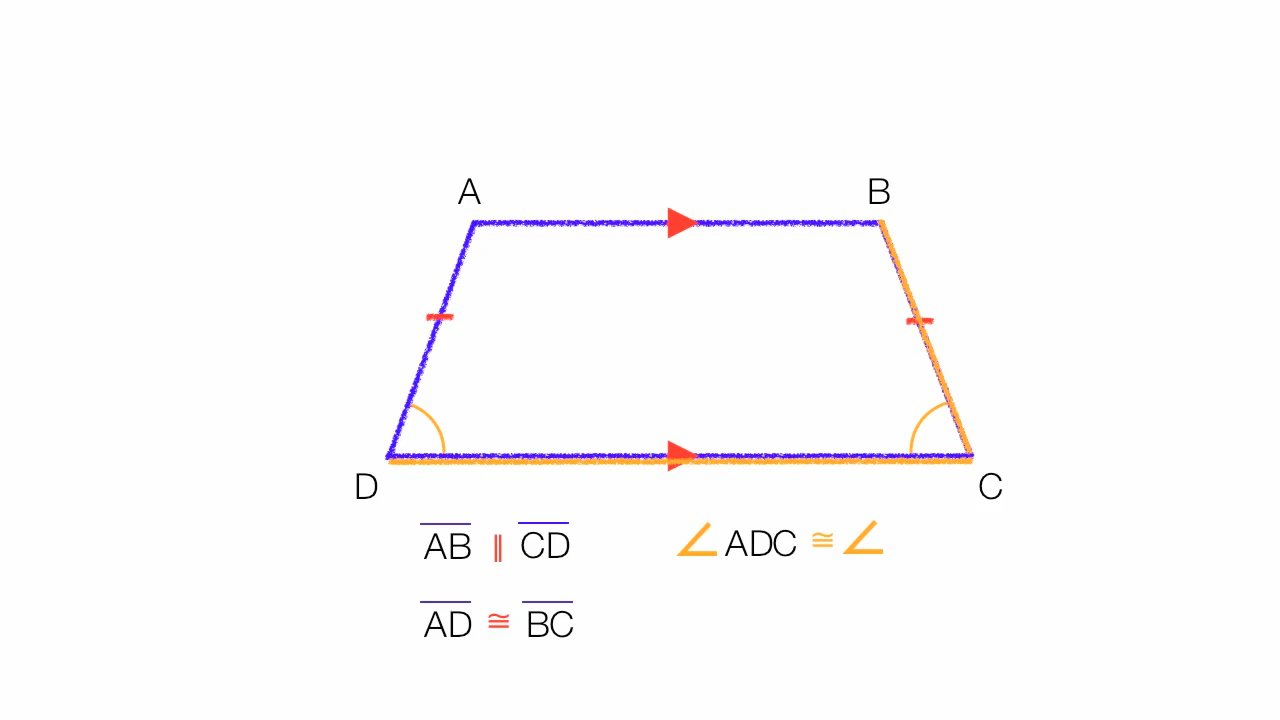 A B
D C
AB ∥ CD ∠ADC ≅ ∠
AD ≅ BC